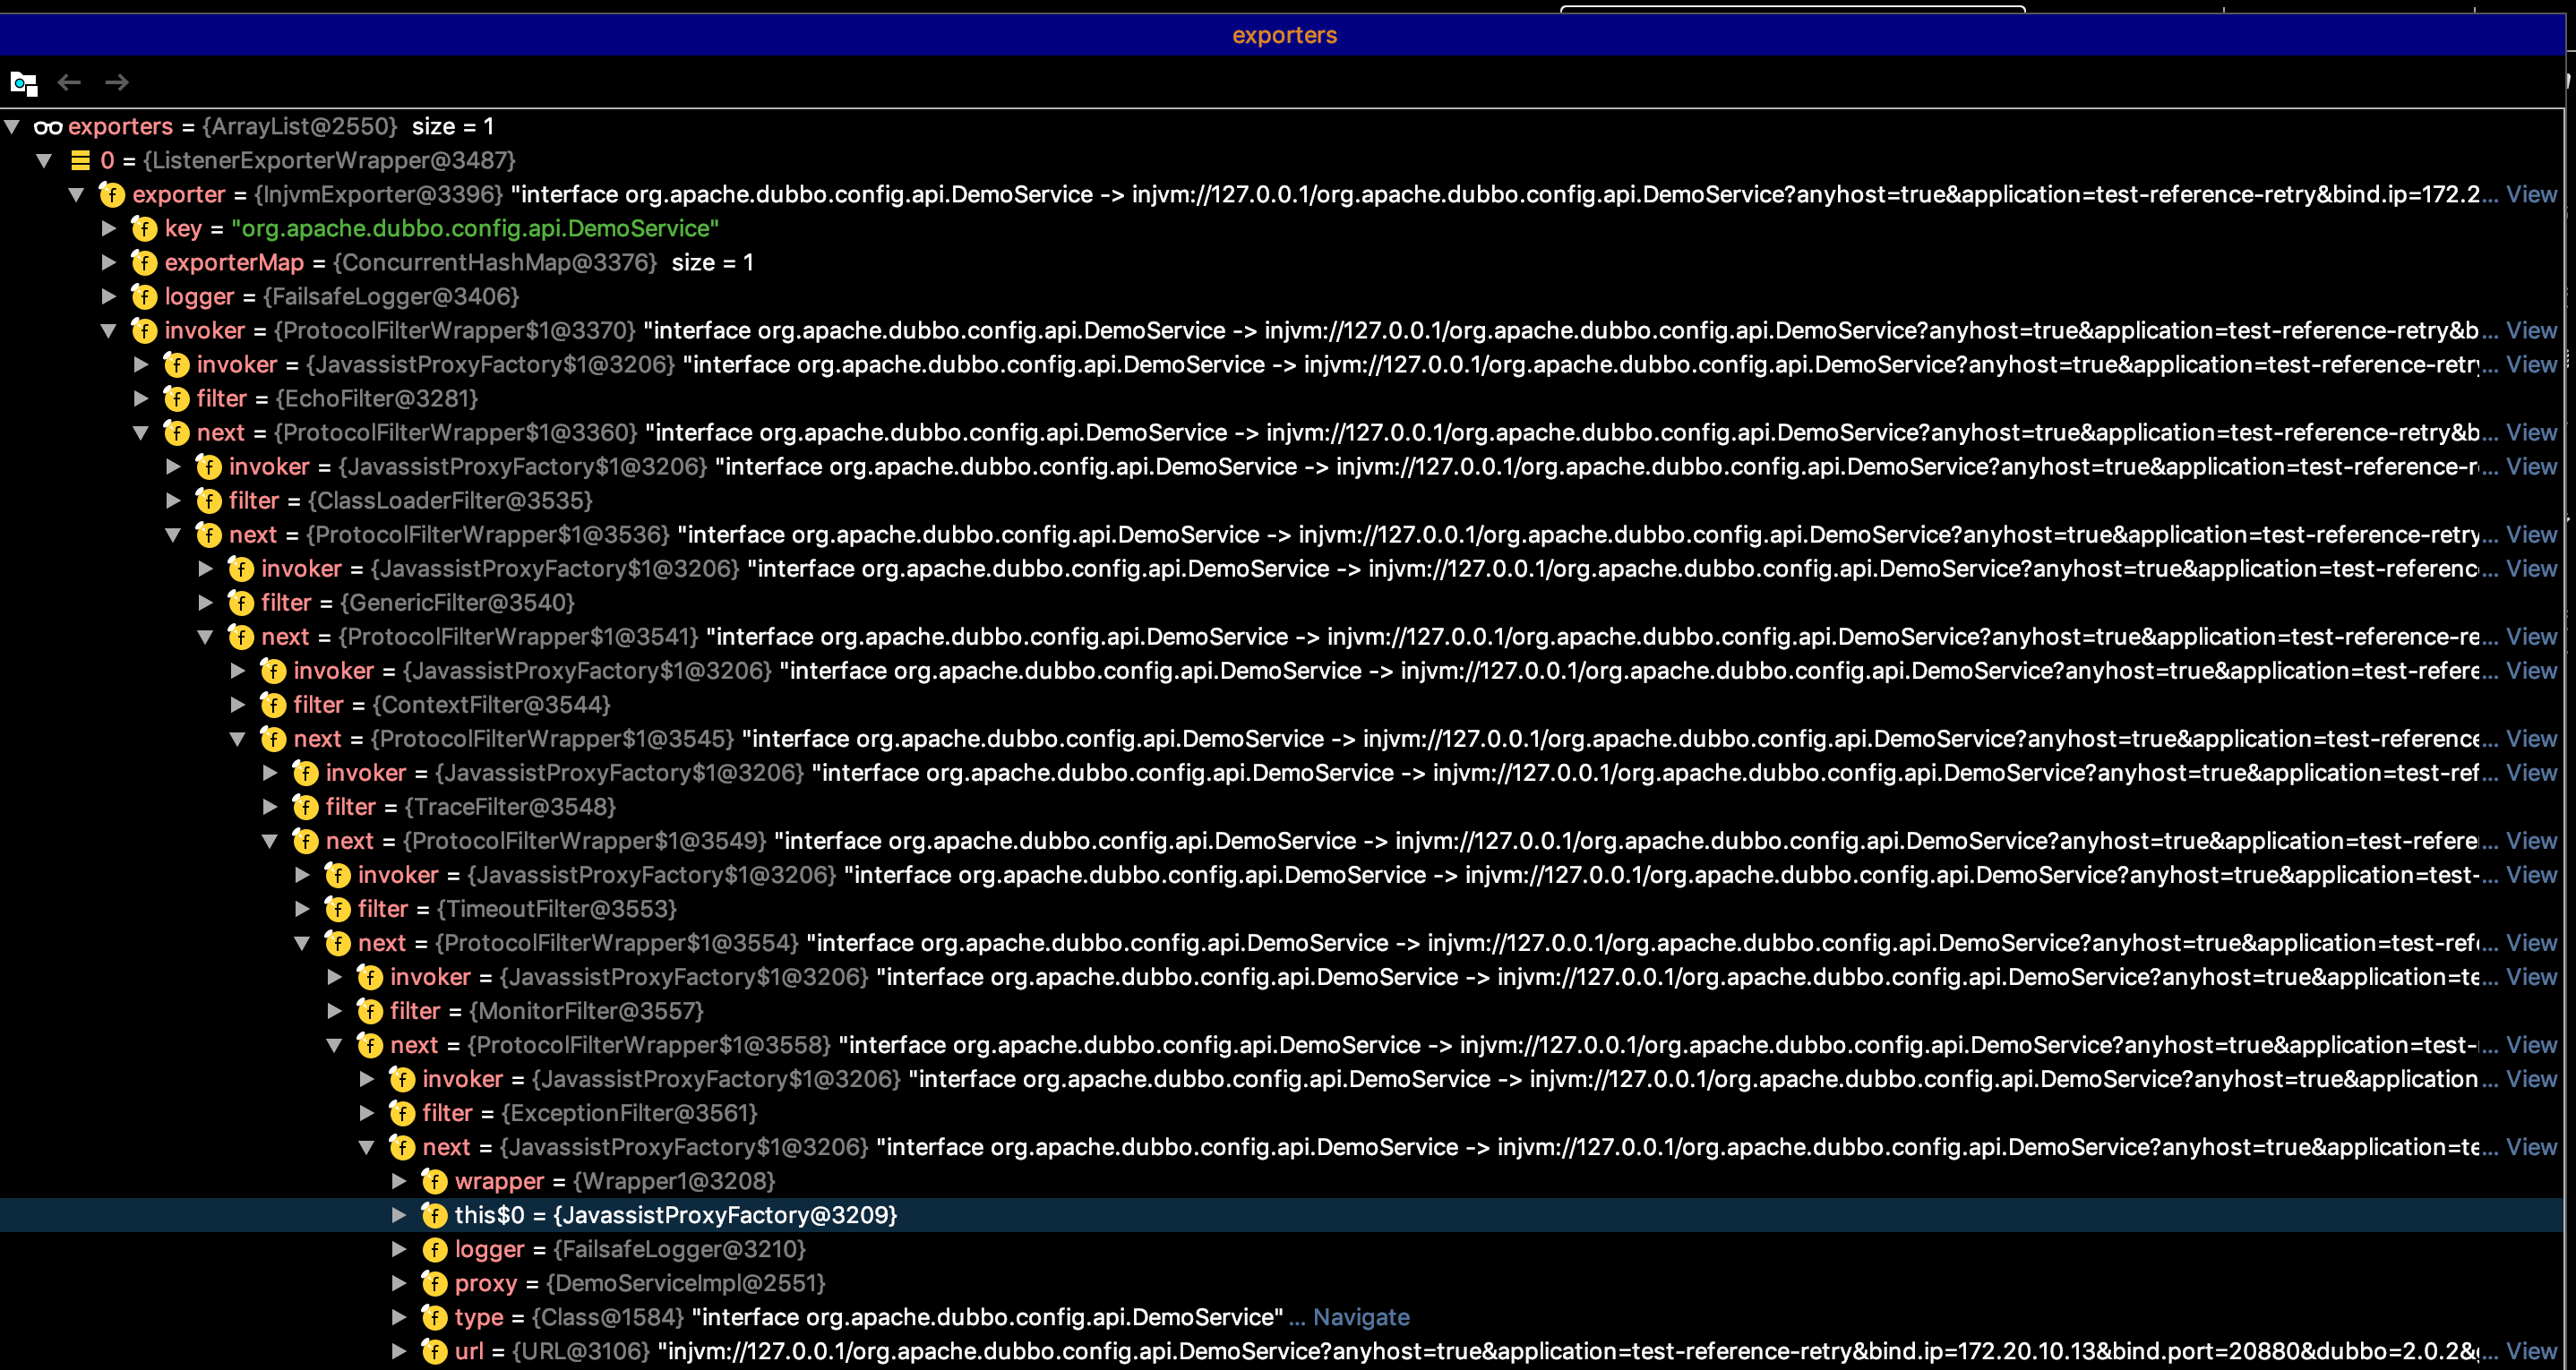 exporters
exporters = {ArrayList@2550} size = 1
0 = {ListenerExporterWrapper@3487}
exporter = {InjvmExporter@3396} "interface org.apache.dubbo.config.api.DemoService -> injvm://127.0.0.1/org.apache.dubbo.config.api.DemoService?anyhost=true&application=test-reference-retry&bind.ip=172.2... View
key = "org.apache.dubbo.config.api.DemoService"
exporterMap = {ConcurrentHashMap@3376} size = 1
logger = {FailsafeLogger@3406}
invoker = {ProtocolFilterWrapper$1@3370} "interface org.apache.dubbo.config.api.DemoService -> injvm://127.0.0.1/org.apache.dubbo.config.api.DemoService?anyhost=true&application=test-reference-retry&b... View
invoker = {JavassistProxyFactory$1@3206} "interface org.apache.dubbo.config.api.DemoService -> injvm://127.0.0.1/org.apache.dubbo.config.api.DemoService?anyhost=true&application=test-reference-retry... View
filter = {EchoFilter@3281}
next = {ProtocolFilterWrapper$1@3360} "interface org.apache.dubbo.config.api.DemoService -> injvm://127.0.0.1/org.apache.dubbo.config.api.DemoService?anyhost=true&application=test-reference-retry&b... View
invoker = {JavassistProxyFactory$1@3206} "interface org.apache.dubbo.config.api.DemoService -> injvm://127.0.0.1/org.apache.dubbo.config.api.DemoService?anyhost=true&application=test-reference-r... View
filter = {ClassLoaderFilter@3535}
next = {ProtocolFilterWrapper$1@3536} "interface org.apache.dubbo.config.api.DemoService -> injvm://127.0.0.1/org.apache.dubbo.config.api.DemoService?anyhost=true&application=test-reference-retry... View
invoker = {JavassistProxyFactory$1@3206} "interface org.apache.dubbo.config.api.DemoService -> injvm://127.0.0.1/org.apache.dubbo.config.api.DemoService?anyhost=true&application=test-referenc... View
filter = {GenericFilter@3540}
next = {ProtocolFilterWrapper$1@3541} "interface org.apache.dubbo.config.api.DemoService -> injvm://127.0.0.1/org.apache.dubbo.config.api.DemoService?anyhost=true&application=test-reference-re... View
invoker = {JavassistProxyFactory$1@3206} "interface org.apache.dubbo.config.api.DemoService -> injvm://127.0.0.1/org.apache.dubbo.config.api.DemoService?anyhost=true&application=test-refere... View
filter = {ContextFilter@3544}
next = {ProtocolFilterWrapper$1@3545} "interface org.apache.dubbo.config.api.DemoService -> injvm://127.0.0.1/org.apache.dubbo.config.api.DemoService?anyhost=true&application=test-reference... View
invoker = {JavassistProxyFactory$1@3206} "interface org.apache.dubbo.config.api.DemoService -> injvm://127.0.0.1/org.apache.dubbo.config.api.DemoService?anyhost=true&application=test-ref... View
filter = {TraceFilter@3548}
next = {ProtocolFilterWrapper$1@3549} "interface org.apache.dubbo.config.api.DemoService -> injvm://127.0.0.1/org.apache.dubbo.config.api.DemoService?anyhost=true&application=test-refere... View
invoker = {JavassistProxyFactory$1@3206} "interface org.apache.dubbo.config.api.DemoService -> injvm://127.0.0.1/org.apache.dubbo.config.api.DemoService?anyhost=true&application=test-... View
filter = {TimeoutFilter@3553}
next = {ProtocolFilterWrapper$1@3554} "interface org.apache.dubbo.config.api.DemoService -> injvm://127.0.0.1/org.apache.dubbo.config.api.DemoService?anyhost=true&application=test-ref... View
invoker = {JavassistProxyFactory$1@3206} "interface org.apache.dubbo.config.api.DemoService -> injvm://127.0.0.1/org.apache.dubbo.config.api.DemoService?anyhost=true&application=te... View
filter = {MonitorFilter@3557}
next = {ProtocolFilterWrapper$1@3558} "interface org.apache.dubbo.config.api.DemoService -> injvm://127.0.0.1/org.apache.dubbo.config.api.DemoService?anyhost=true&application=test-... View
invoker = {JavassistProxyFactory$1@3206} "interface org.apache.dubbo.config.api.DemoService -> injvm://127.0.0.1/org.apache.dubbo.config.api.DemoService?anyhost=true&application... View
filter = {ExceptionFilter@3561}
next = {JavassistProxyFactory$1@3206} "interface org.apache.dubbo.config.api.DemoService -> injvm://127.0.0.1/org.apache.dubbo.config.api.DemoService?anyhost=true&application=te... View
wrapper = {Wrapper1@3208}
this$0 = {JavassistProxyFactory@3209}
logger = {FailsafeLogger@3210}
proxy = {DemoServiceImpl@2551}
type = {Class@1584} "interface org.apache.dubbo.config.api.DemoService" ... Navigate
url = {URL@3106} "injvm://127.0.0.1/org.apache.dubbo.config.api.DemoService?anyhost=true&application=test-reference-retry&bind.ip=172.20.10.13&bind.port=20880&dubbo=2.0.2&... View